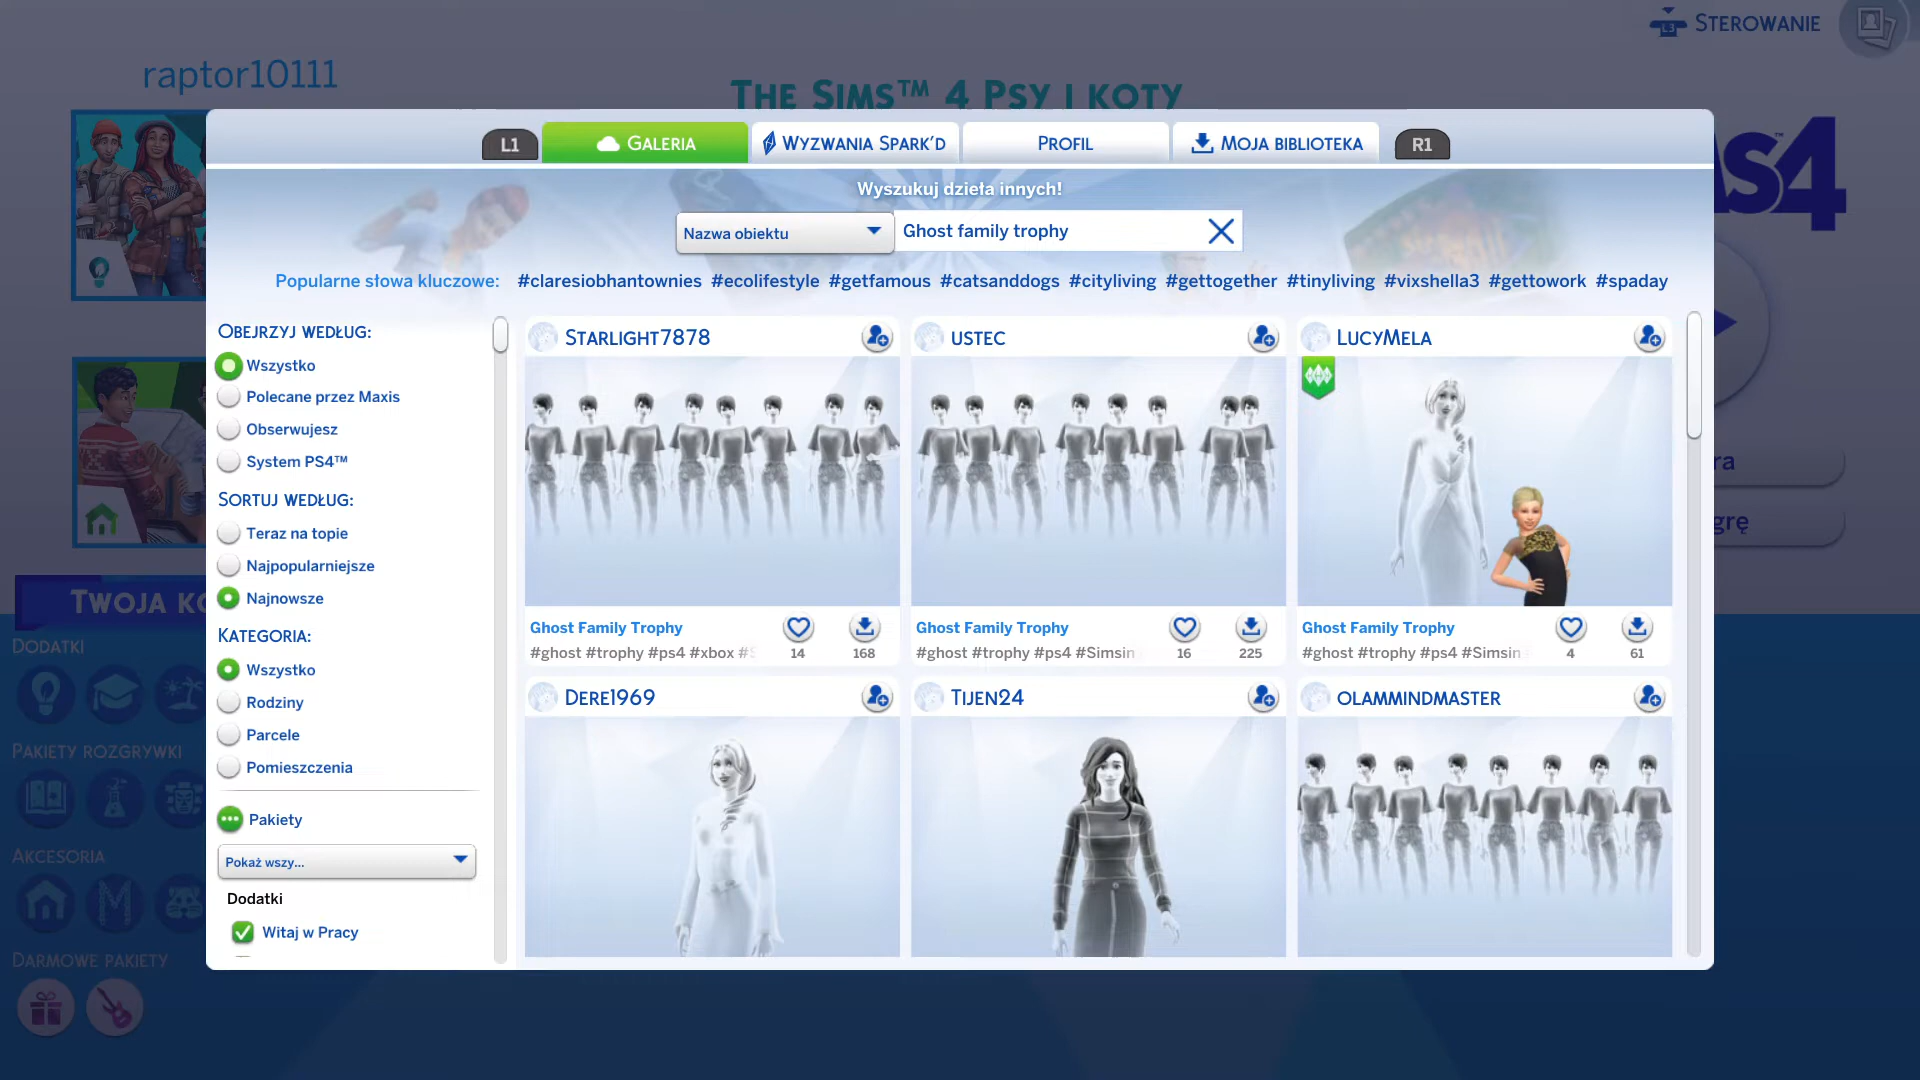 L3 STEROWANIE
raptor10111
THE SIMS™ 4 PSY I KOTY
L1
GALERIA
WYZWANIA SPARK'D
PROFIL
MOJA BIBLIOTEKA
R1
Wyszukuj dzieła innych!
Nazwa obiektu
Ghost family trophy
Popularne słowa kluczowe: #claresiobhantownies #ecolifestyle #getfamous #catsanddogs #cityliving #gettogether #tinyliving #vixshella3 #gettowork #spaday
OBEJRZYJ WEDŁUG:
Wszystko
Polecane przez Maxis
Obserwujesz
System PS4™
SORTUJ WEDŁUG:
Teraz na topie
Najpopularniejsze
Najnowsze
KATEGORIA:
Wszystko
Rodziny
Parcele
Pomieszczenia
Pakiety
Pokaż wszy...
Dodatki
Witaj w Pracy
STARLIGHT7878
Ghost Family Trophy
#ghost #trophy #ps4 #xbox #S
14
168
USTEC
Ghost Family Trophy
#ghost #trophy #ps4 #Simsin
16
225
LUCYMELA
Ghost Family Trophy
#ghost #trophy #ps4 #Simsin
4
61
DERE1969
TIJEN24
OLAMMINDMASTER
TWOJA KO
DODATKI
PAKIETY ROZGRYWKI
AKCESORIA
DARMOWE PAKIETY
MS4
ra
grę